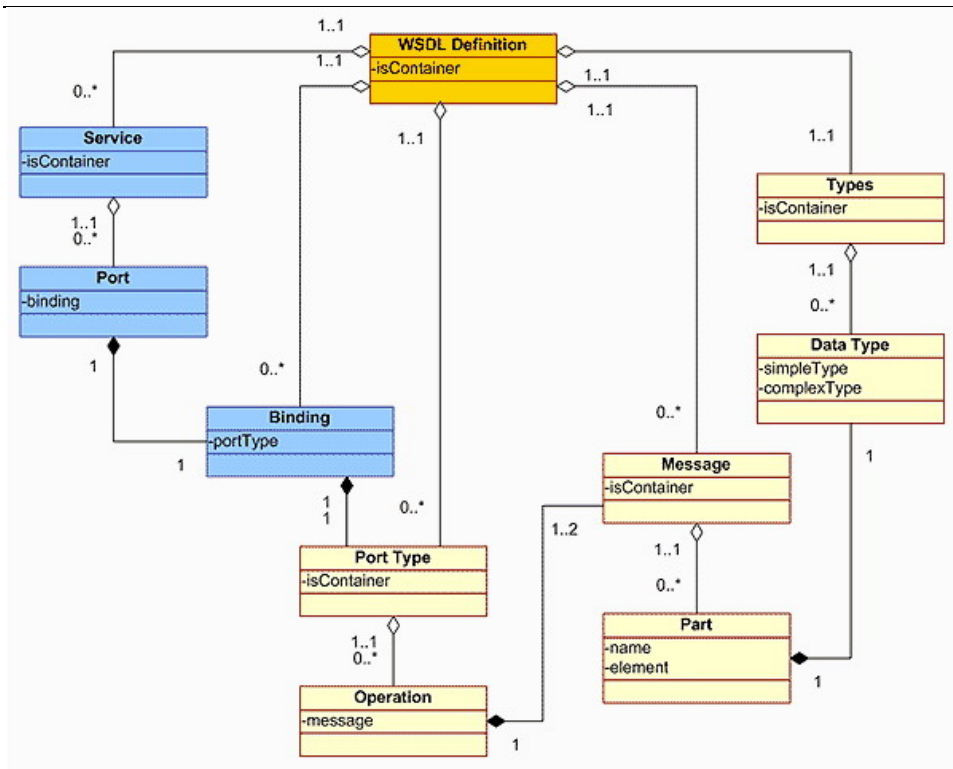 1..1
WSDL Definition
-isContainer
1..1
1..1
1..1
1..1
0..*
Service
-isContainer
1..1
1..1
Types
-isContainer
1..1
0..*
Port
-binding
1..1
0..*
Data Type
-simpleType
-complexType
1
0..*
Binding
-portType
1
0..*
1
Message
-isContainer
1
1
0..*
1..2
1..1
Port Type
-isContainer
0..*
Part
-name
-element
1
1..1
0..*
Operation
-message
1